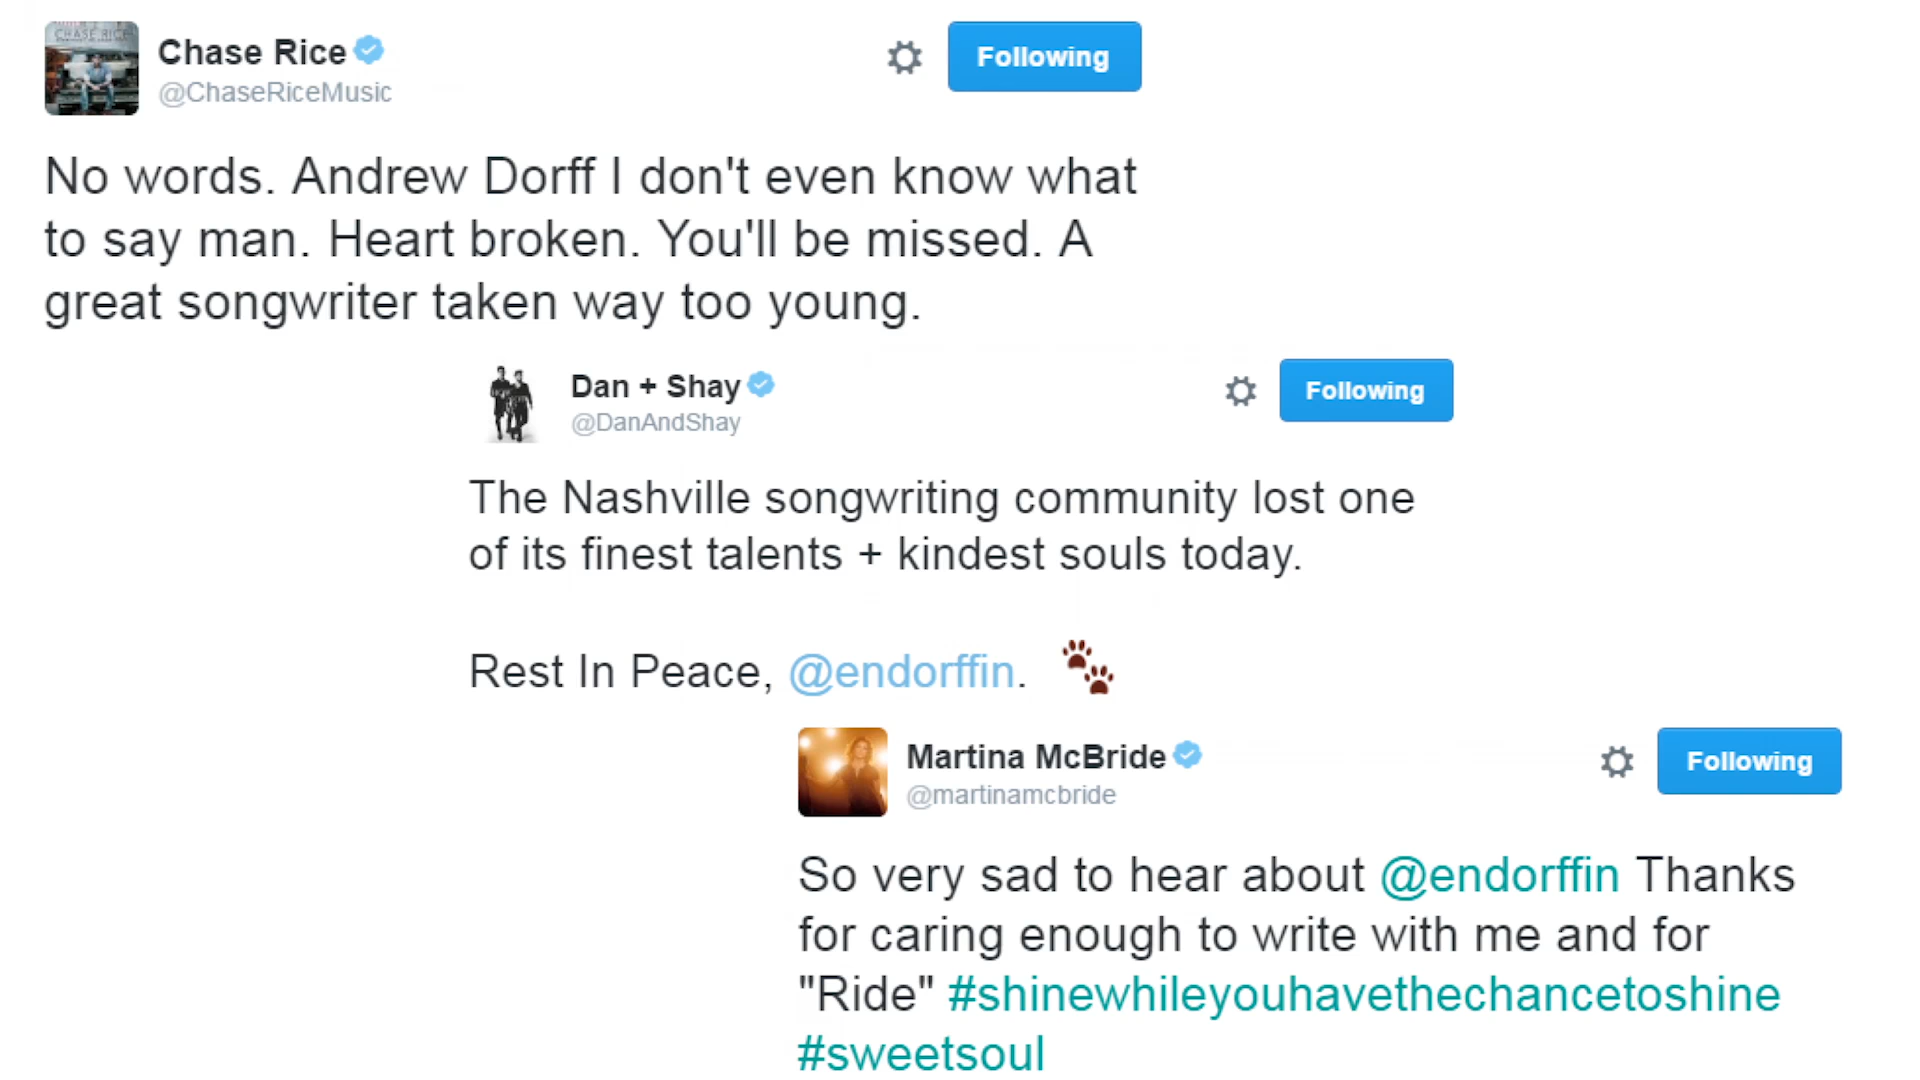 CHASE RICE
Chase Rice
@ChaseRiceMusic
Following
No words. Andrew Dorff I don't even know what
to say man. Heart broken. You'll be missed. A
great songwriter taken way too young.
Dan + Shay
@DanAndShay
Following
The Nashville songwriting community lost one
of its finest talents + kindest souls today.
Rest In Peace, @endorffin.
Martina McBride
@martinamcbride
Following
So very sad to hear about @endorffin Thanks
for caring enough to write with me and for
"Ride" #shinewhileyouhavethechancetoshine
#sweetsoul